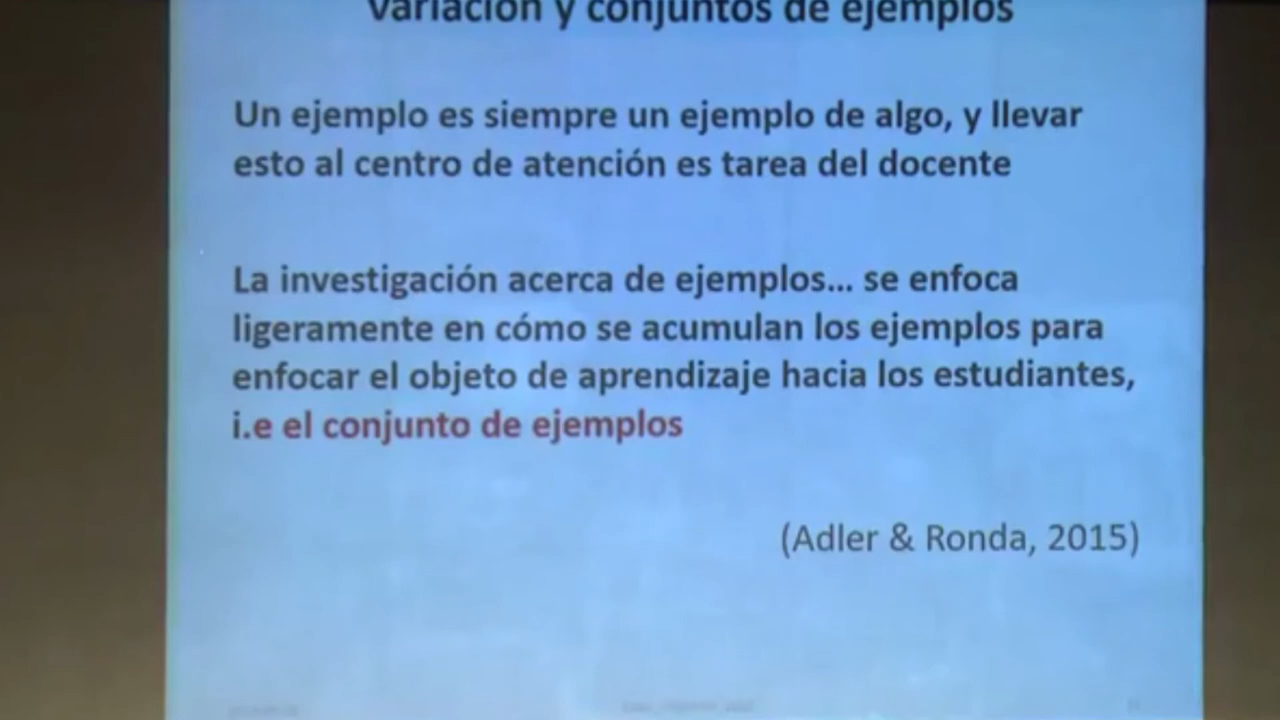 variación y conjuntos de ejemplos
Un ejemplo es siempre un ejemplo de algo, y llevar
esto al centro de atención es tarea del docente
La investigación acerca de ejemplos... se enfoca
ligeramente en cómo se acumulan los ejemplos para
enfocar el objeto de aprendizaje hacia los estudiantes,
i.e el conjunto de ejemplos
(Adler & Ronda, 2015)